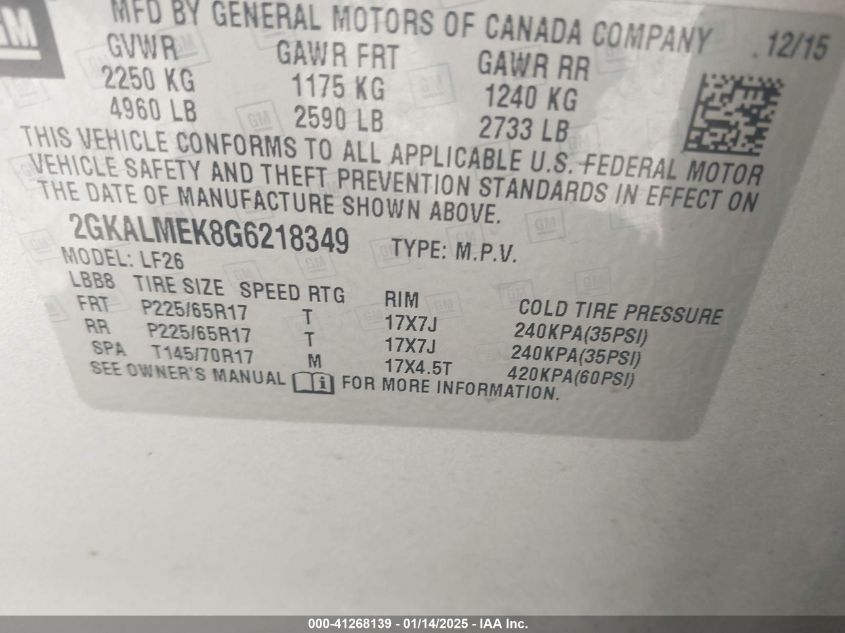 GM
MFD BY GENERAL MOTORS OF CANADA COMPANY
12/15
GVWR GAWR FRT GAWR RR
2250 KG 1175 KG 1240 KG
4960 LB 2590 LB 2733 LB
THIS VEHICLE CONFORMS TO ALL APPLICABLE U.S. FEDERAL MOTOR
VEHICLE SAFETY AND THEFT PREVENTION STANDARDS IN EFFECT ON
THE DATE OF MANUFACTURE SHOWN ABOVE.
2GKALMEK8G6218349 TYPE: M.P.V.
MODEL: LF26
LBB8 TIRE SIZE SPEED RTG RIM COLD TIRE PRESSURE
FRT P225/65R17 T 17X7J 240KPA(35PSI)
RR P225/65R17 T 17X7J 240KPA(35PSI)
SPA T145/70R17 M 17X4.5T 420KPA(60PSI)
SEE OWNER'S MANUAL FOR MORE INFORMATION.
000-41268139 - 01/14/2025 - IAA Inc.